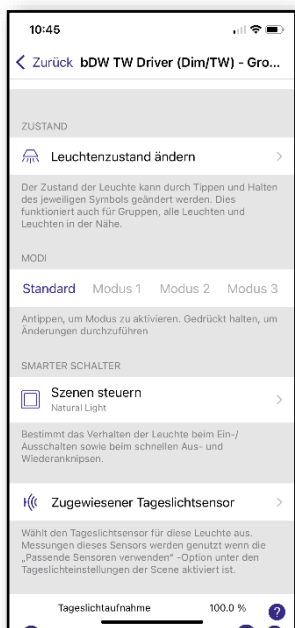 10:45
Zurück bDW TW Driver (Dim/TW) - Gro...
ZUSTAND
Leuchtenzustand ändern
Der Zustand der Leuchte kann durch Tippen und Halten
des jeweiligen Symbols geändert werden. Dies
funktioniert auch für Gruppen, alle Leuchten und
Leuchten in der Nähe.
MODI
Standard Modus 1 Modus 2 Modus 3
Antippen, um Modus zu aktivieren. Gedrückt halten, um
Änderungen durchzuführen
SMARTER SCHALTER
Szenen steuern
Natural Light
Bestimmt das Verhalten der Leuchte beim Ein-/
Ausschalten sowie beim schnellen Aus- und
Wiederanknipsen.
Zugewiesener Tageslichtsensor
Wählt den Tageslichtsensor für diese Leuchte aus.
Messungen dieses Sensors werden genutzt wenn die
„Passende Sensoren verwenden“ -Option unter den
Tageslichteinstellungen der Scene aktiviert ist.
Tageslichtaufnahme 100.0 % ?